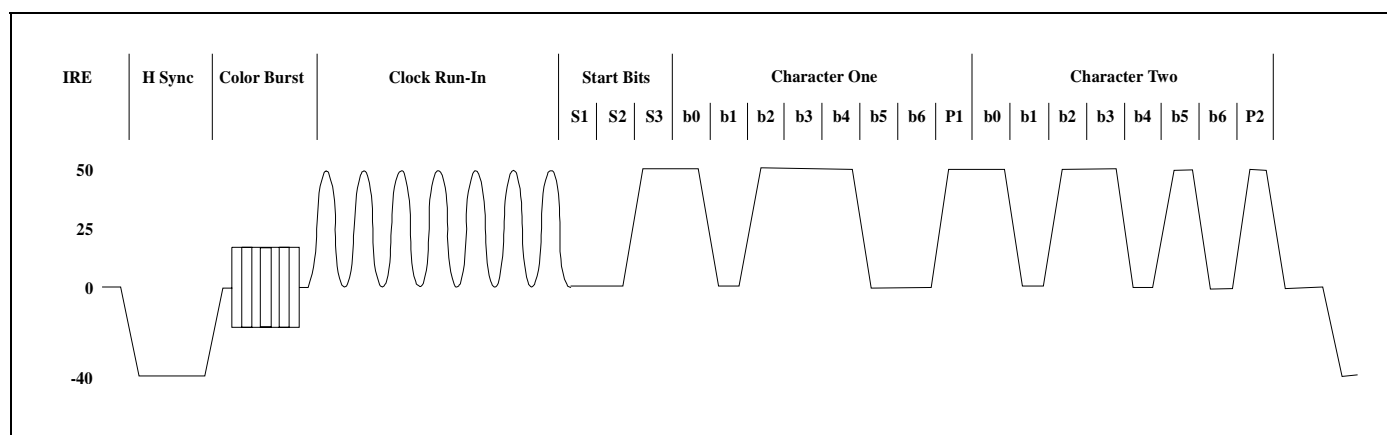 IRE H Sync Color Burst Clock Run-In Start Bits Character One Character Two
S1 S2 S3 b0 b1 b2 b3 b4 b5 b6 P1 b0 b1 b2 b3 b4 b5 b6 P2
50
25
0
-40